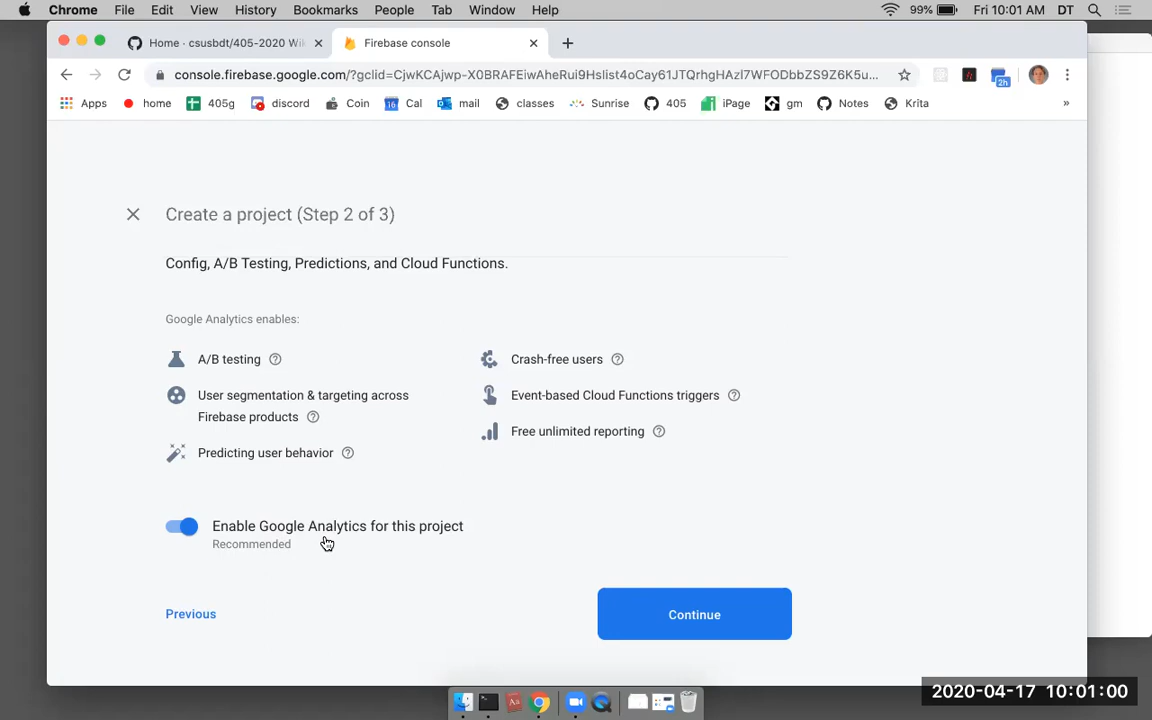 Chrome File Edit View History Bookmarks People Tab Window Help 99% Fri 10:01 AM DT
Home · csusbdt/405-2020 Wiki Firebase console
console.firebase.google.com/?gclid=CjwKCAjwp-X0BRAFEiwAheRui9Hslist4oCay61JTQrhgHAzl7WFODbbZS9Z6K5u...
Apps home 405g discord Coin 16 Cal mail classes Sunrise 405 iPage gm Notes Krita »
2h
Create a project (Step 2 of 3)
Config, A/B Testing, Predictions, and Cloud Functions.
Google Analytics enables:
A/B testing
Crash-free users
User segmentation & targeting across
Firebase products
Event-based Cloud Functions triggers
Free unlimited reporting
Predicting user behavior
Enable Google Analytics for this project
Recommended
Previous
Continue
2020-04-17 10:01:00